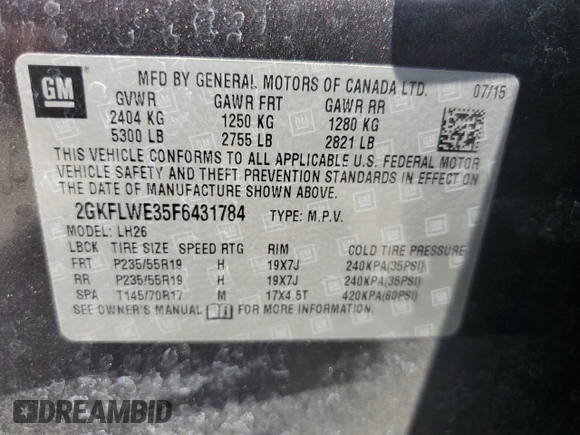 GM
MFD BY GENERAL MOTORS OF CANADA LTD. 07/15
GVWR GAWR FRT GAWR RR
2404 KG 1250 KG 1280 KG
5300 LB 2755 LB 2821 LB
THIS VEHICLE CONFORMS TO ALL APPLICABLE U.S. FEDERAL MOTOR
VEHICLE SAFETY AND THEFT PREVENTION STANDARDS IN EFFECT ON
THE DATE OF MANUFACTURE SHOWN ABOVE.
2GKFLWE35F6431784 TYPE: M.P.V.
MODEL: LH26
LBCK TIRE SIZE SPEED RTG RIM COLD TIRE PRESSURE
FRT P235/55R19 H 19X7J 240KPA(35PSI)
RR P235/55R19 H 19X7J 240KPA(35PSI)
SPA T145/70R17 M 17X4.5T 420KPA(60PSI)
SEE OWNER'S MANUAL FOR MORE INFORMATION.
DREAMBID